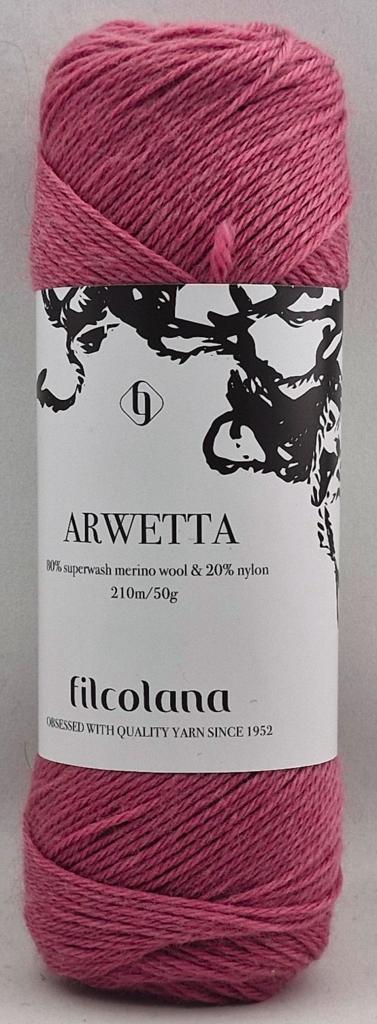 ARWETTA
80% superwash merino wool & 20% nylon
210m/50g
filcolana
OBSESSED WITH QUALITY YARN SINCE 1952